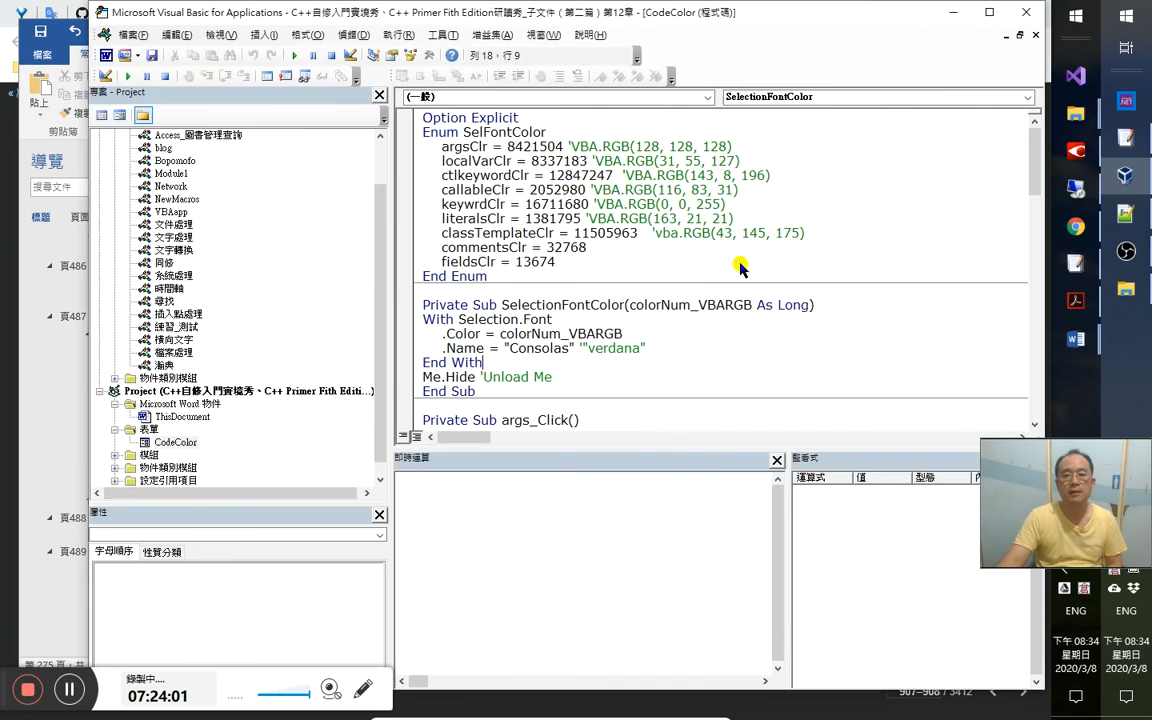 Microsoft Visual Basic for Applications - C++自修入門實境秀、C++ Primer Fith Edition研讀秀_子文件（第二篇）第12章 - [CodeColor (程式碼)]
檔案(F) 編輯(E) 檢視(V) 插入(I) 格式(O) 偵錯(D) 執行(R) 工具(T) 增益集(A) 視窗(W) 說明(H)
檔案
列 18，行 9
貼上
剪貼簿
導覽
搜尋文件
標題
頁486
頁487
頁488
頁489
專案 - Project
Access_圖書管理查詢
blog
Bopomofo
Module1
Network
NewMacros
VBAapp
文件處理
文字處理
文字轉換
同修
系統處理
時間軸
尋找
插入點處理
練習_測試
橫向文字
檔案處理
瀚典
物件類別模組
Project (C++自修入門實境秀、C++ Primer Fith Editi...)
Microsoft Word 物件
ThisDocument
表單
CodeColor
模組
物件類別模組
設定引用項目
屬性
字母順序 性質分類
(一般)
SelectionFontColor
Option Explicit
Enum SelFontColor
argsClr = 8421504 'VBA.RGB(128, 128, 128)
localVarClr = 8337183 'VBA.RGB(31, 55, 127)
ctlkeywordClr = 12847247 'VBA.RGB(143, 8, 196)
callableClr = 2052980 'VBA.RGB(116, 83, 31)
keywrdClr = 16711680 'VBA.RGB(0, 0, 255)
literalsClr = 1381795 'VBA.RGB(163, 21, 21)
classTemplateClr = 11505963 'vba.RGB(43, 145, 175)
commentsClr = 32768
fieldsClr = 13674
End Enum
Private Sub SelectionFontColor(colorNum_VBARGB As Long)
With Selection.Font
.Color = colorNum_VBARGB
.Name = "Consolas" '"verdana"
End With
Me.Hide 'Unload Me
End Sub
Private Sub args_Click()
即時運算
監看式
運算式 值 型態
錄製中....
07:24:01
907–908 / 3412
ENG
下午 08:34
星期日
2020/3/8
ENG
下午 08:34
星期日
2020/3/8